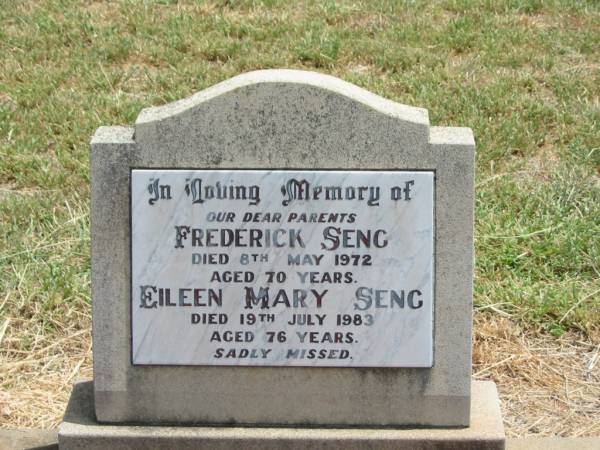 In Loving Memory of
OUR DEAR PARENTS
FREDERICK SENG
DIED 8TH MAY 1972
AGED 70 YEARS.
EILEEN MARY SENG
DIED 19TH JULY 1983
AGED 76 YEARS.
SADLY MISSED.